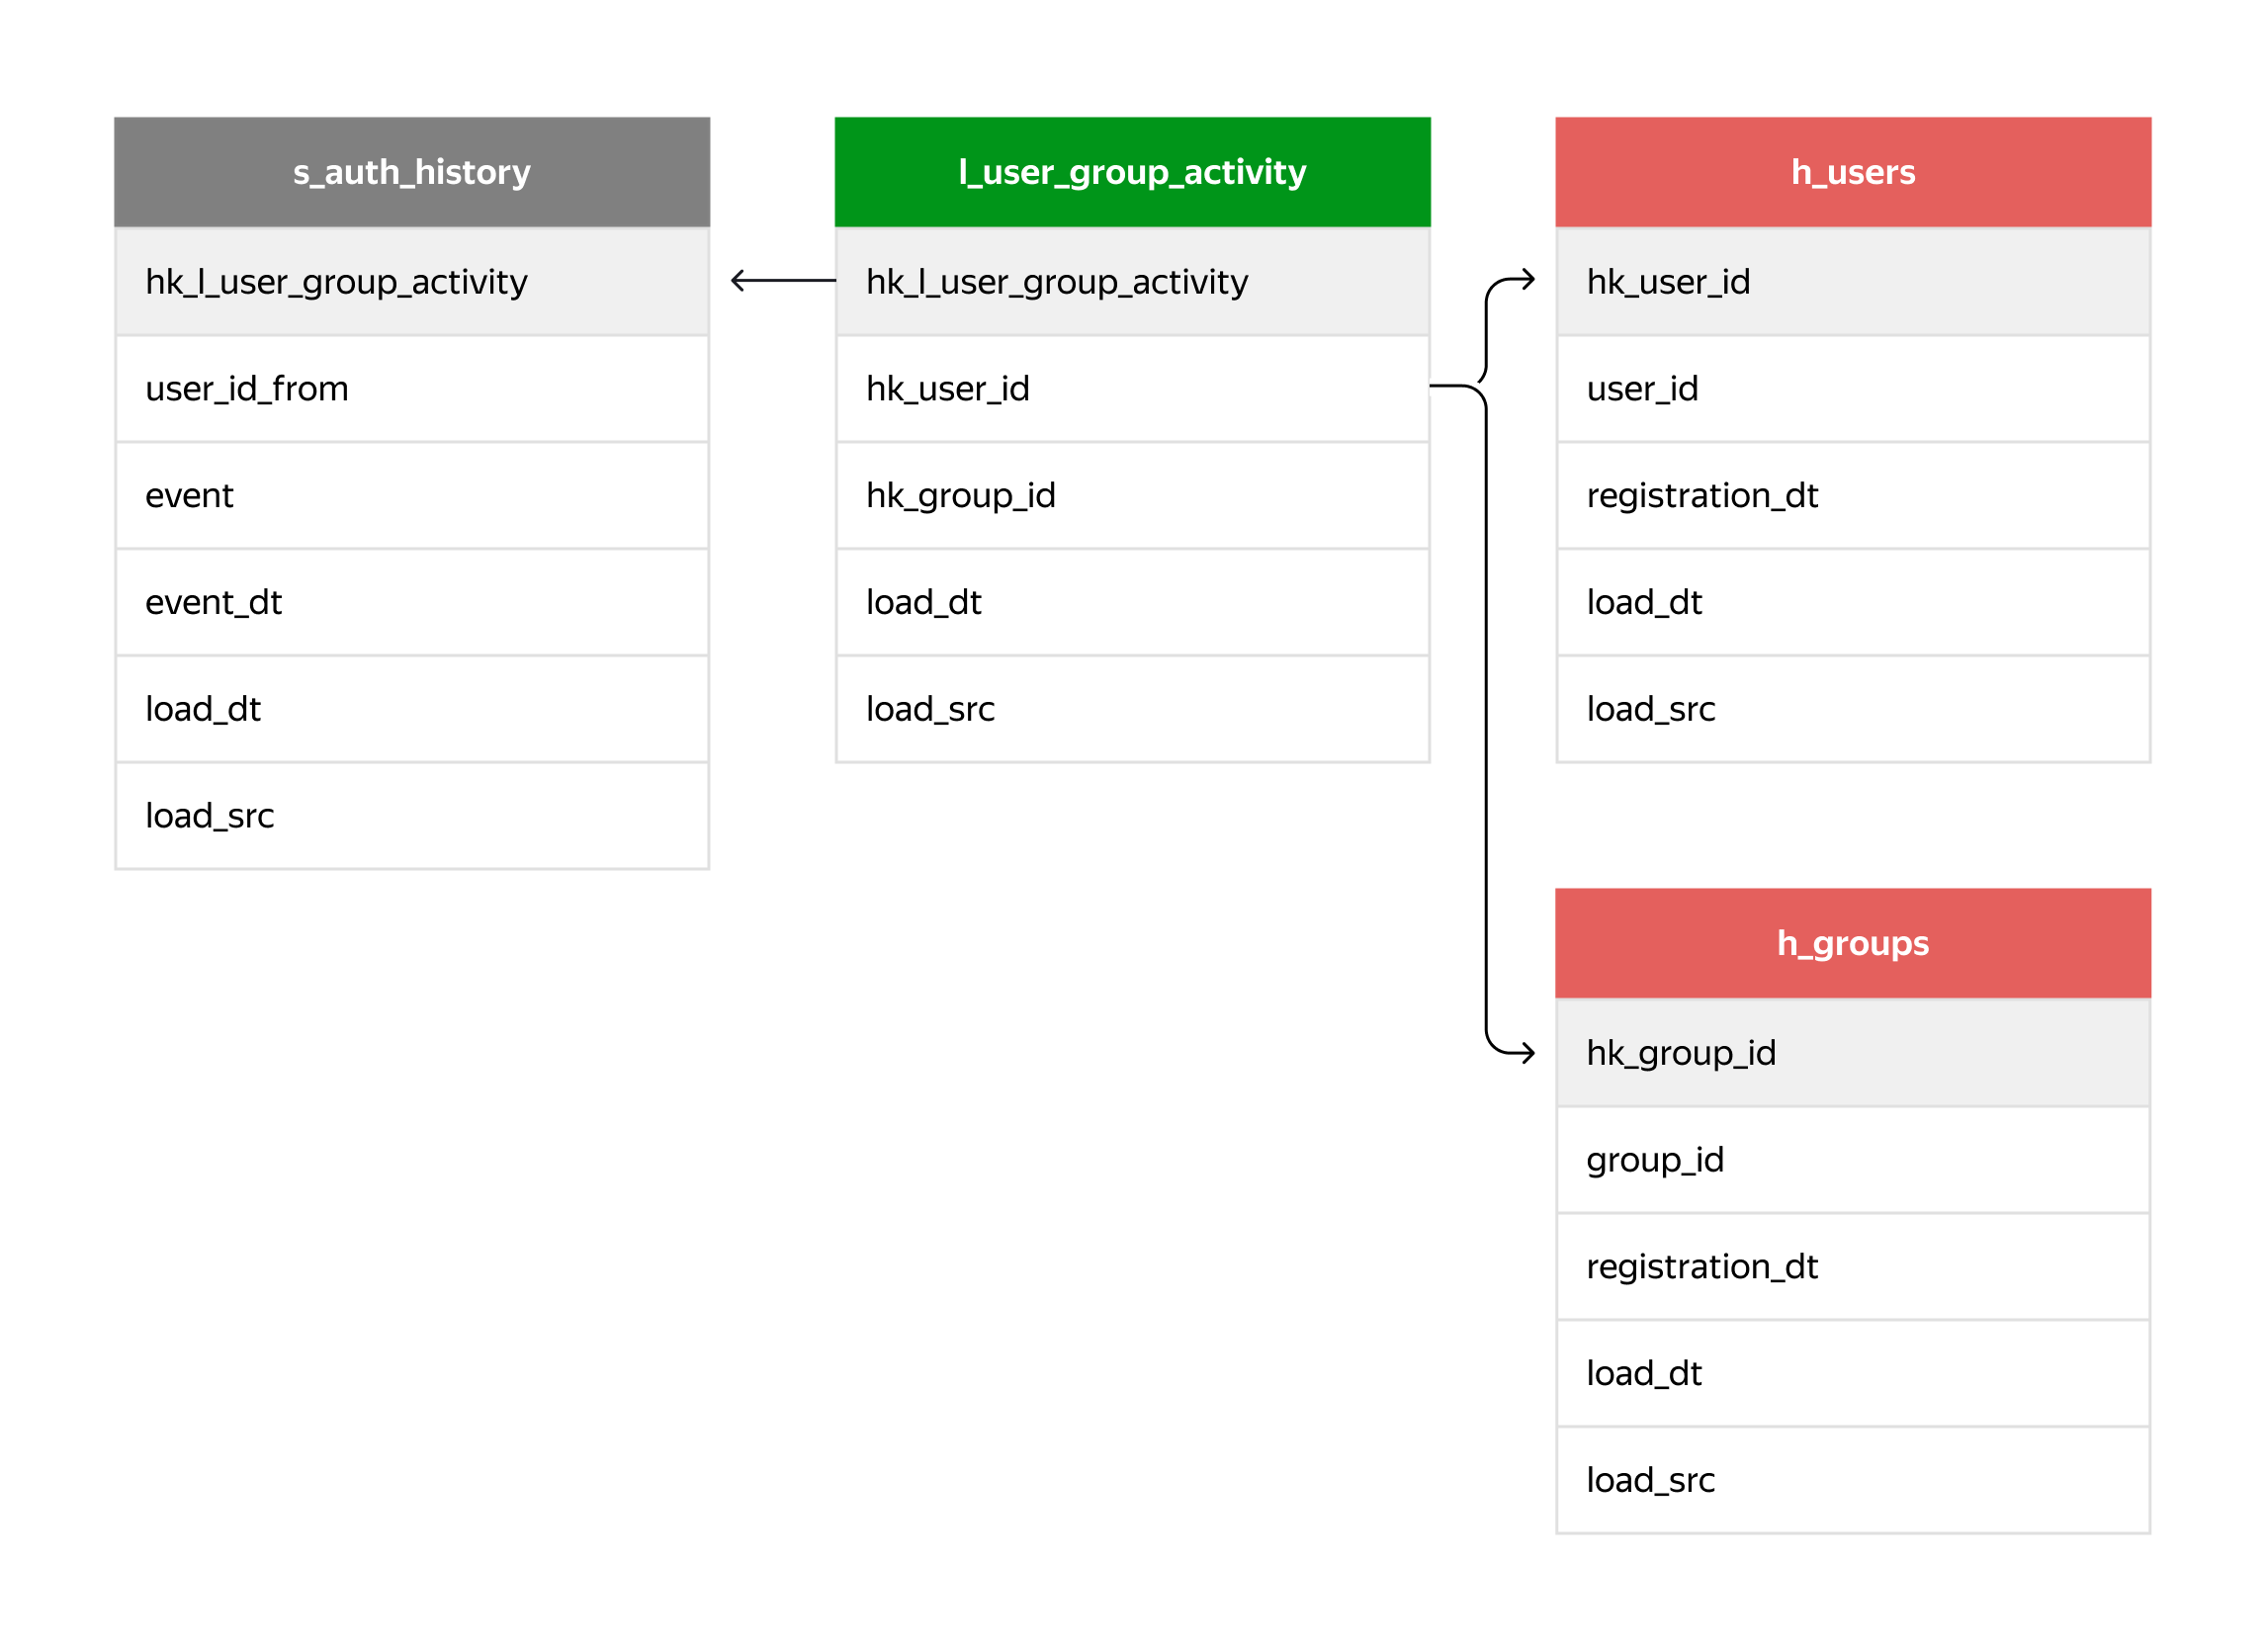 s_auth_history
hk_l_user_group_activity
user_id_from
event
event_dt
load_dt
load_src
l_user_group_activity
hk_l_user_group_activity
hk_user_id
hk_group_id
load_dt
load_src
h_users
hk_user_id
user_id
registration_dt
load_dt
load_src
h_groups
hk_group_id
group_id
registration_dt
load_dt
load_src